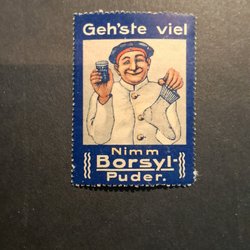 Geh'ste viel
Nimm
Borsyl-
Puder.